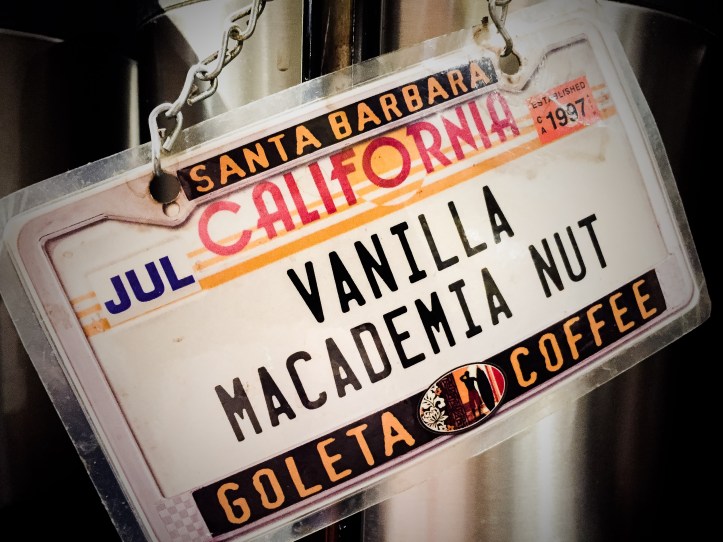 SANTA BARBARA
CALIFORNIA
ESTABLISHED
CA 1997
JUL
VANILLA
MACADEMIA NUT
GOLETA COFFEE